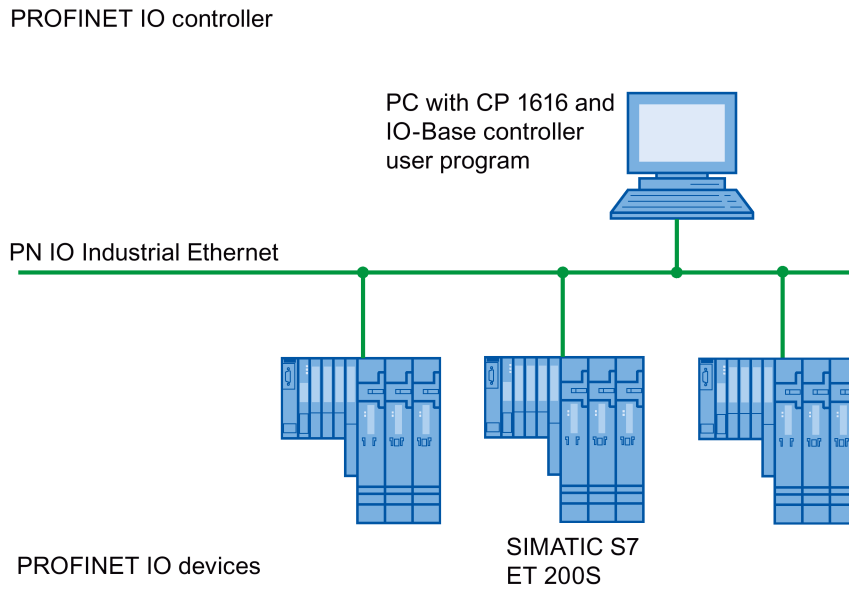 PROFINET IO controller
PC with CP 1616 and
IO-Base controller
user program
PN IO Industrial Ethernet
SIMATIC S7
ET 200S
PROFINET IO devices